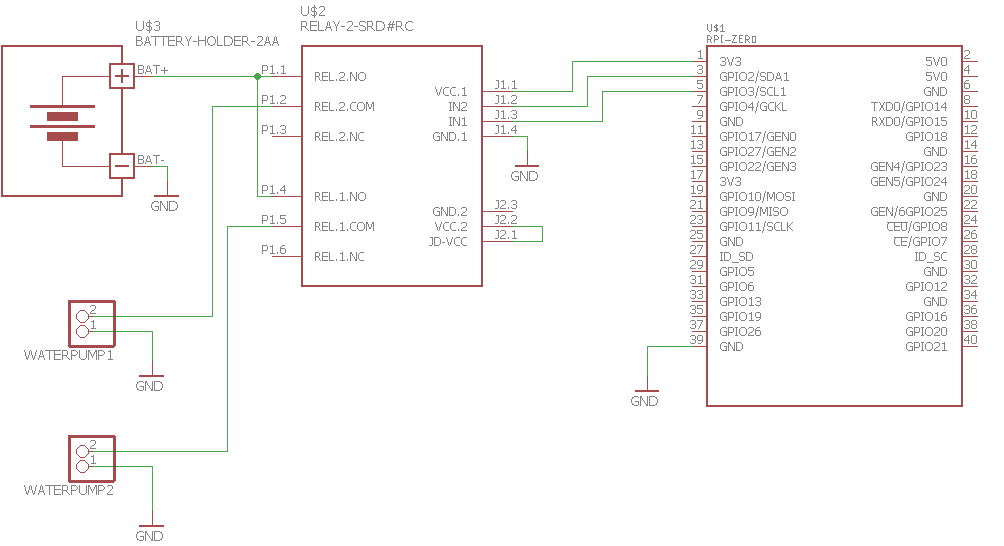 U$3
BATTERY-HOLDER-2AA
BAT+
BAT-
GND
U$2
RELAY-2-SRD#RC
P1.1
REL.2.NO
P1.2
REL.2.COM
P1.3
REL.2.NC
P1.4
REL.1.NO
P1.5
REL.1.COM
P1.6
REL.1.NC
VCC.1
J1.1
IN2
J1.2
IN1
J1.3
GND.1
J1.4
GND
GND.2
J2.3
VCC.2
J2.2
JD-VCC
J2.1
U$1
RPI-ZERO
1 3V3 5V0 2
3 GPIO2/SDA1 5V0 4
5 GPIO3/SCL1 GND 6
7 GPIO4/GCKL TXD0/GPIO14 8
9 GND RXD0/GPIO15 10
11 GPIO17/GEN0 GPIO18 12
13 GPIO27/GEN2 GND 14
15 GPIO22/GEN3 GEN4/GPIO23 16
17 3V3 GEN5/GPIO24 18
19 GPIO10/MOSI GND 20
21 GPIO9/MISO GEN/6GPIO25 22
23 GPIO11/SCLK CE0/GPIO8 24
25 GND CE/GPIO7 26
27 ID_SD ID_SC 28
29 GPIO5 GND 30
31 GPIO6 GPIO12 32
33 GPIO13 GND 34
35 GPIO19 GPIO16 36
37 GPIO26 GPIO20 38
39 GND GPIO21 40
GND
2
1
WATERPUMP1
GND
2
1
WATERPUMP2
GND